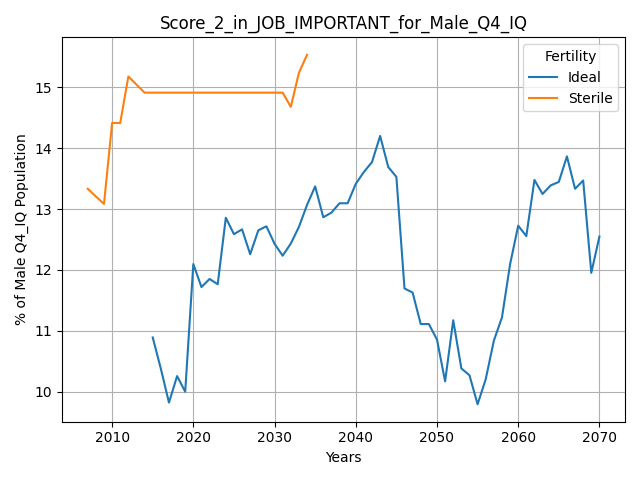 Score_2_in_JOB_IMPORTANT_for_Male_Q4_IQ
Fertility
Ideal
Sterile
% of Male Q4_IQ Population
15
14
13
12
11
10
2010 2020 2030 2040 2050 2060 2070
Years